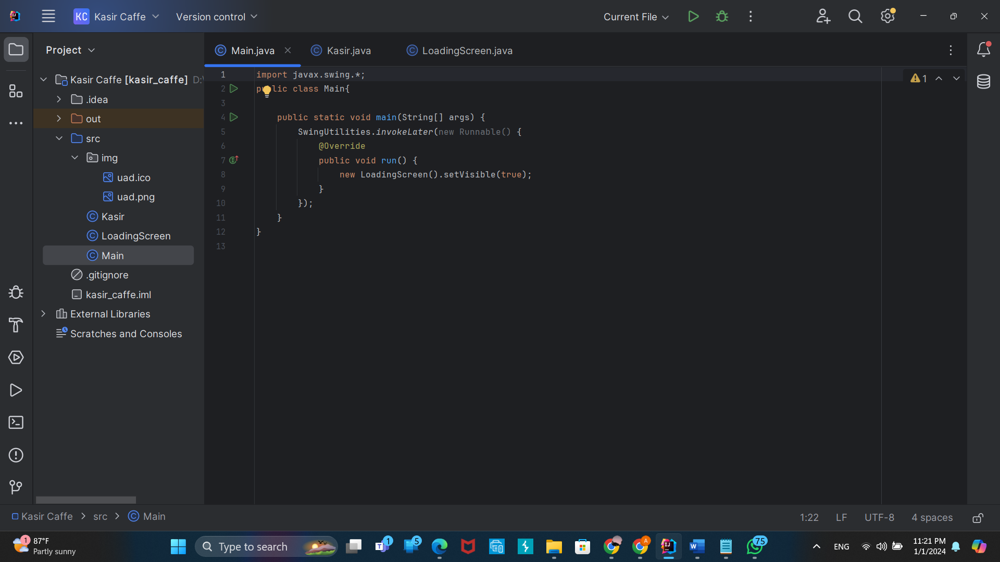 KC Kasir Caffe Version control Current File
Project
Main.java Kasir.java LoadingScreen.java
Kasir Caffe [kasir_caffe] D:\
.idea
out
src
img
uad.ico
uad.png
Kasir
LoadingScreen
Main
.gitignore
kasir_caffe.iml
External Libraries
Scratches and Consoles
1 import javax.swing.*;
2 public class Main{
3
4 public static void main(String[] args) {
5 SwingUtilities.invokeLater(new Runnable() {
6 @Override
7 public void run() {
8 new LoadingScreen().setVisible(true);
9 }
10 });
11 }
12 }
13
1
Kasir Caffe > src > Main
1:22 LF UTF-8 4 spaces
1 87°F
Partly sunny
Type to search
1 5 A 75
ENG
11:21 PM
1/1/2024